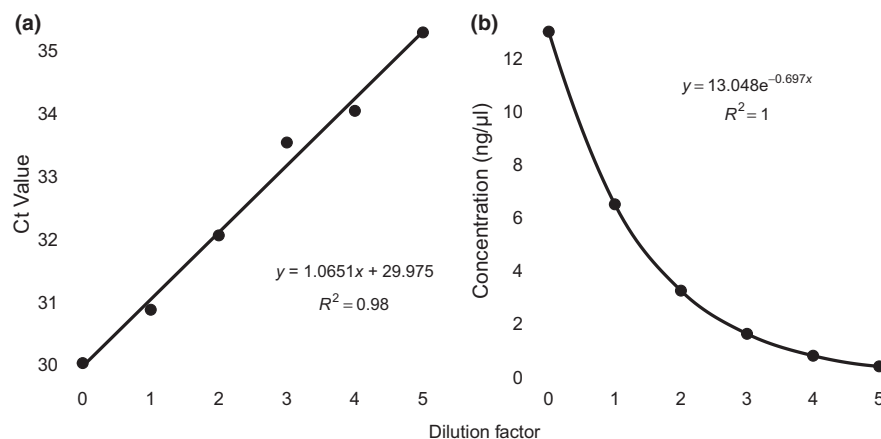 (a)
35
34
33
32
31
30
Ct Value
y = 1.0651x + 29.975
R² = 0.98
0 1 2 3 4 5
(b)
12
10
8
6
4
2
0
Concentration (ng/µl)
y = 13.048e⁻⁰·⁶⁹⁷ˣ
R² = 1
0 1 2 3 4 5
Dilution factor